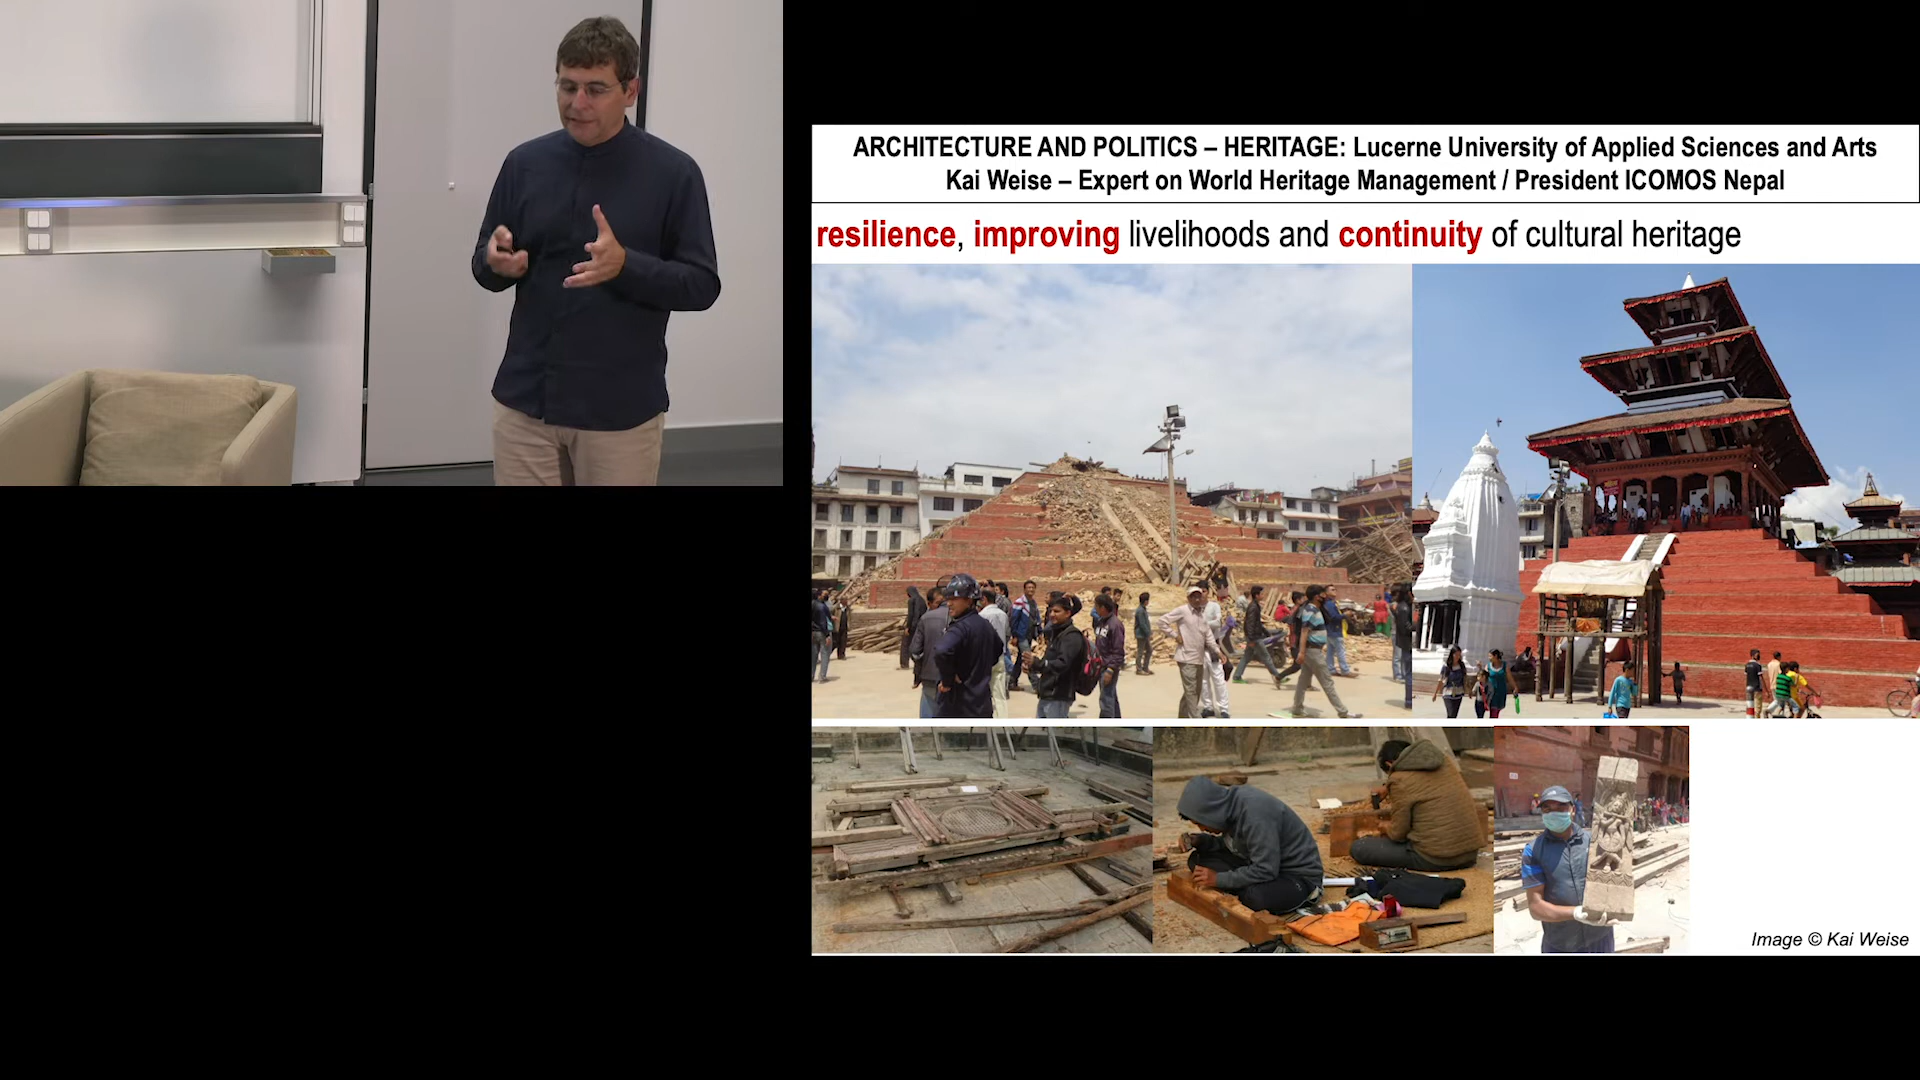 ARCHITECTURE AND POLITICS – HERITAGE: Lucerne University of Applied Sciences and Arts
Kai Weise – Expert on World Heritage Management / President ICOMOS Nepal
resilience, improving livelihoods and continuity of cultural heritage
Image © Kai Weise